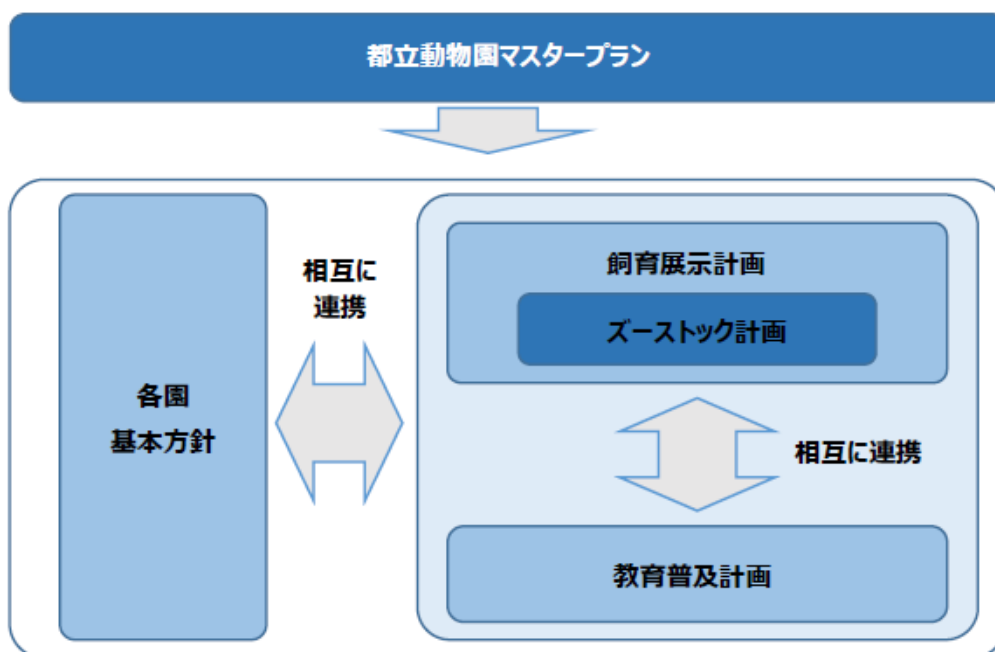 都立動物園マスタープラン
相互に
連携
各園
基本方針
飼育展示計画
ズーストック計画
相互に連携
教育普及計画